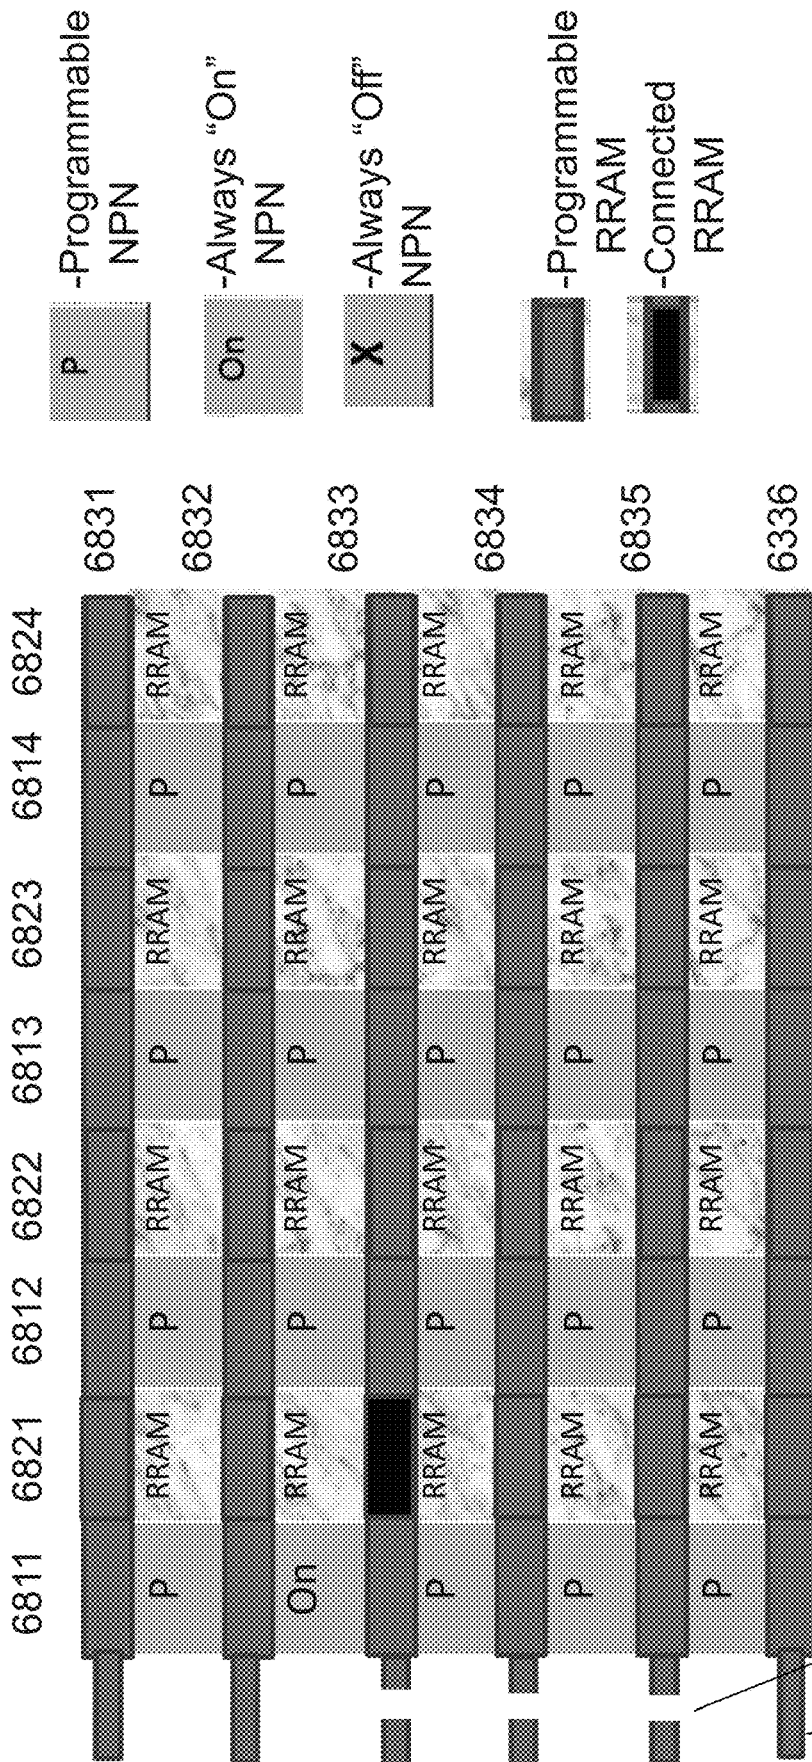 6811 6821 6812 6822 6813 6823 6814 6824
6831
P RRAM P RRAM P RRAM P RRAM
6832
On RRAM P RRAM P RRAM P RRAM
6833
P RRAM P RRAM P RRAM P RRAM
6834
P RRAM P RRAM P RRAM P RRAM
6835
P RRAM P RRAM P RRAM P RRAM
6336
P -Programmable
NPN
On -Always “On”
NPN
X -Always “Off”
NPN
-Programmable
RRAM
-Connected
RRAM